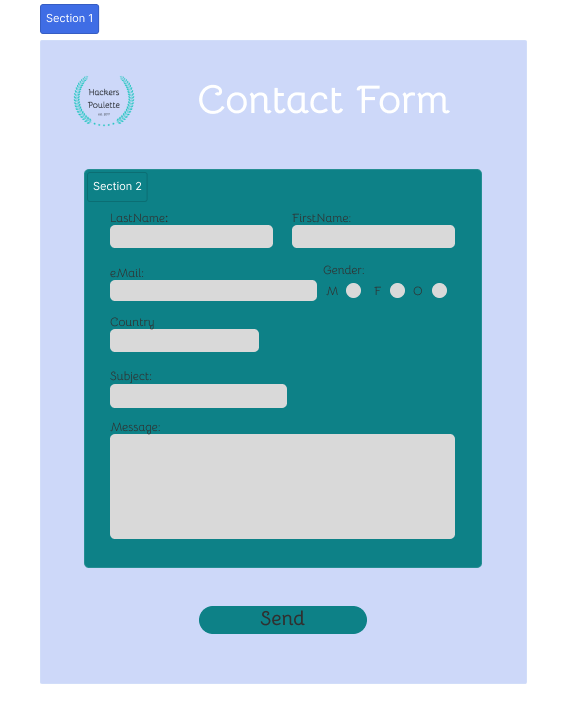 Section 1
Hackers
Poulette
Contact Form
Section 2
LastName: FirstName:
eMail: Gender:
M F O
Country
Subject:
Message:
Send